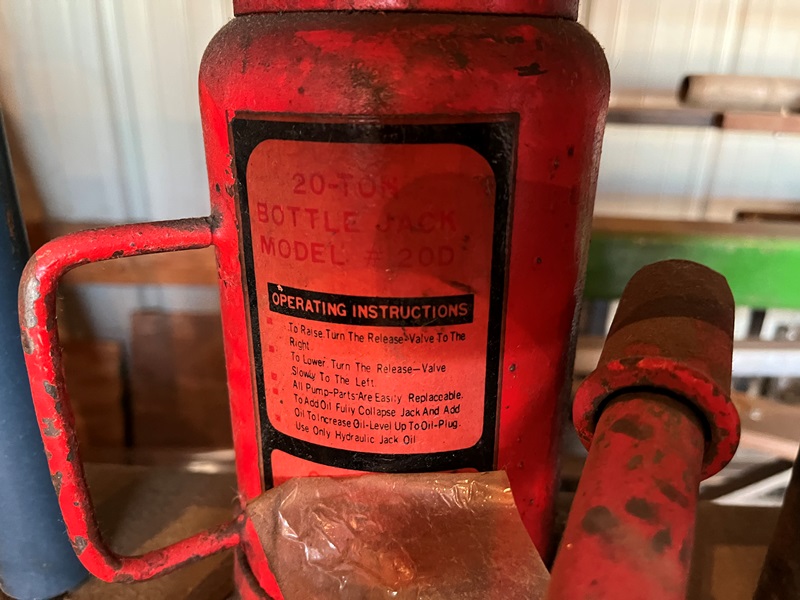 20-TON
BOTTLE JACK
MODEL # 20D
OPERATING INSTRUCTIONS
To Raise Turn The Release-Valve To The
Right.
To Lower Turn The Release-Valve
Slowly To The Left
All Pump-Parts-Are Easily Replaceable.
To Add Oil Fully Collapse Jack And Add
Oil To Increase Oil-Level Up To Oil-Plug.
Use Only Hydraulic Jack Oil